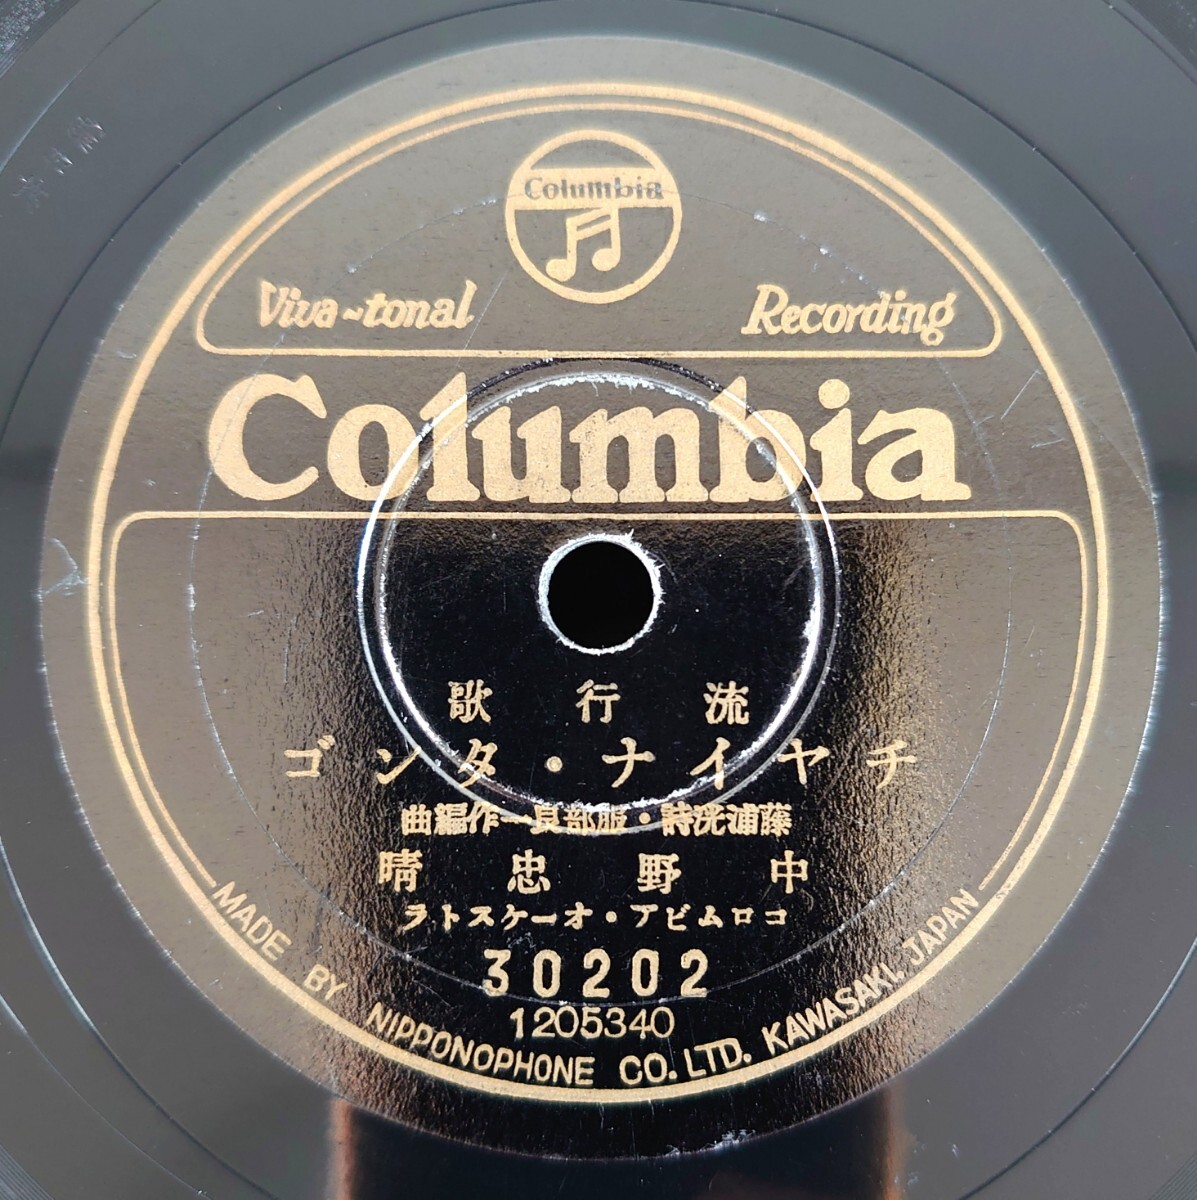 Columbia
Viva-tonal Recording
Columbia
流行歌
チヤイナ・タンゴ
藤浦洸詩・服部良一作編曲
中野忠晴
コロムビア・オーケストラ
30202
1205340
MADE BY NIPPONOPHONE CO. LTD. KAWASAKI, JAPAN